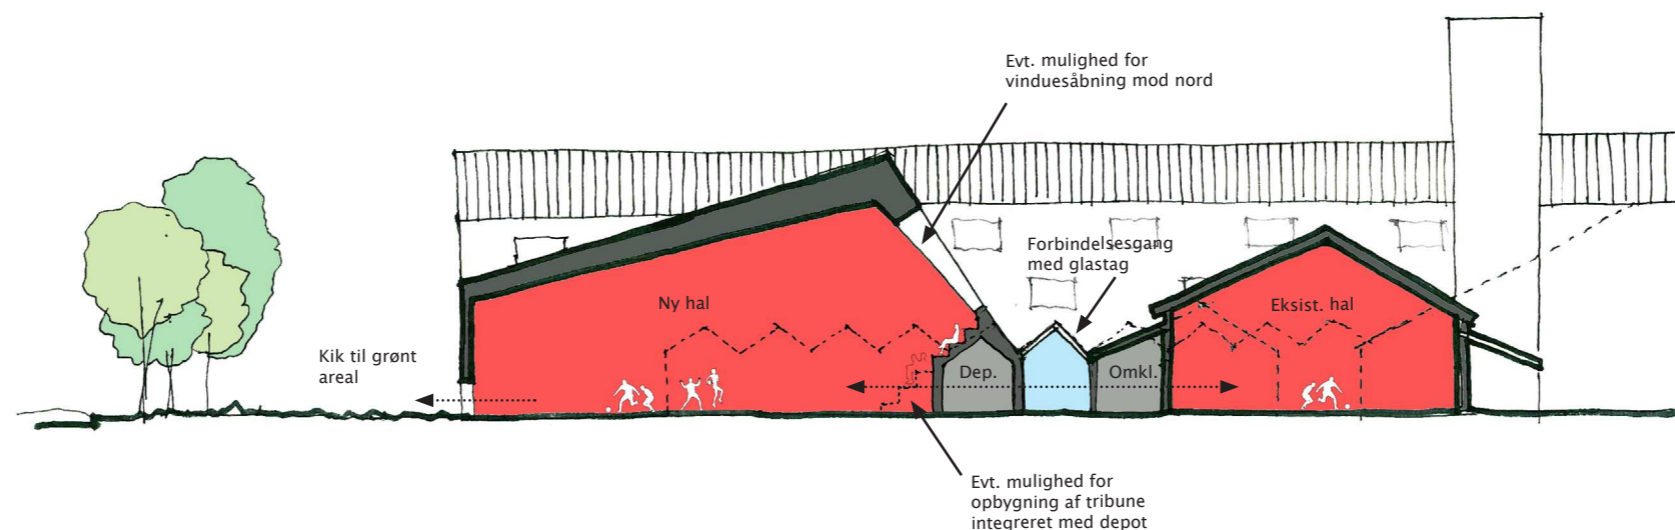 Evt. mulighed for
vinduesåbning mod nord
Forbindelsesgang
med glastag
Ny hal
Eksist. hal
Kik til grønt
areal
Dep.
Omkl.
Evt. mulighed for
opbygning af tribune
integreret med depot